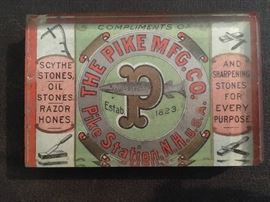 COMPLIMENTS OF
THE PIKE MFG. CO.
P
Estab. 1823.
Pike Station, N.H. U.S.A.
SCYTHE
STONES,
OIL
STONES
RAZOR
HONES,
AND
SHARPENING
STONES
FOR
EVERY
PURPOSE.